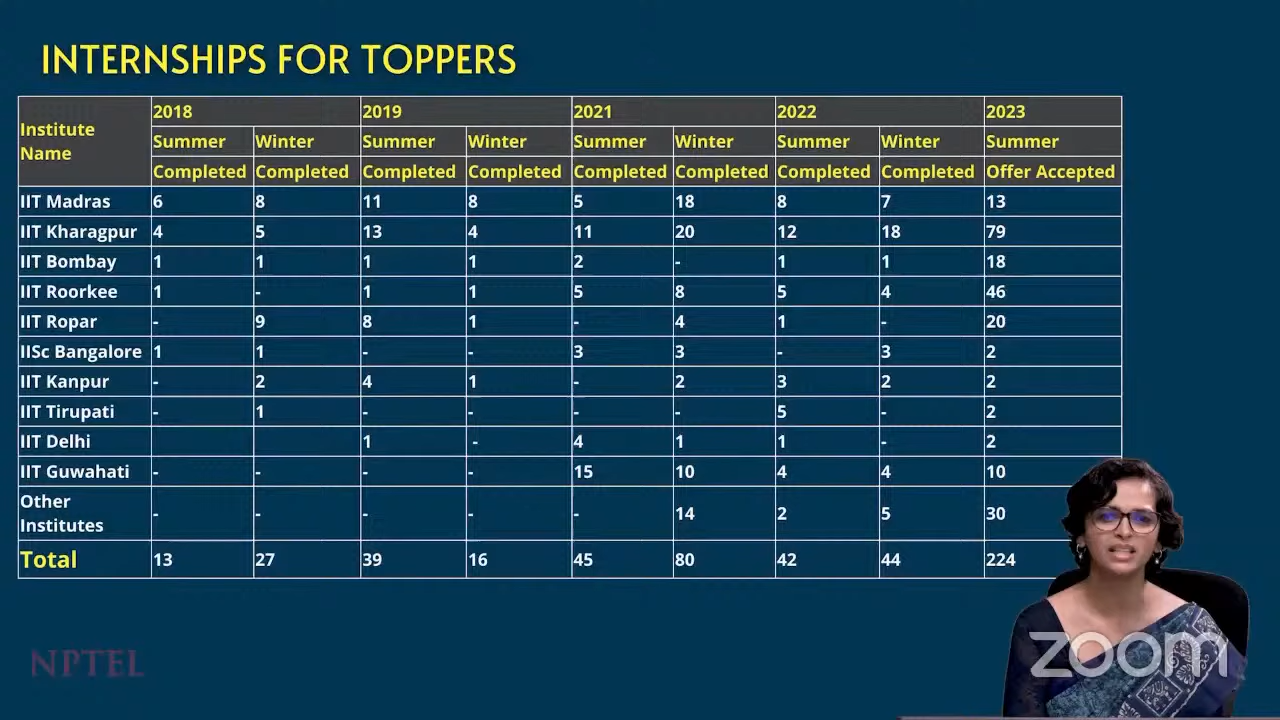 INTERNSHIPS FOR TOPPERS
Institute Name 2018 2019 2021 2022 2023
Summer Winter Summer Winter Summer Winter Summer Winter Summer
Completed Completed Completed Completed Completed Completed Completed Completed Offer Accepted
IIT Madras 6 8 11 8 5 18 8 7 13
IIT Kharagpur 4 5 13 4 11 20 12 18 79
IIT Bombay 1 1 1 1 2 - 1 1 18
IIT Roorkee 1 - 1 1 5 8 5 4 46
IIT Ropar - 9 8 1 - 4 1 - 20
IISc Bangalore 1 1 - - 3 3 - 3 2
IIT Kanpur - 2 4 1 - 2 3 2 2
IIT Tirupati - 1 - - - - 5 - 2
IIT Delhi 1 - 4 1 1 - 2
IIT Guwahati - - - - 15 10 4 4 10
Other Institutes - - - - - 14 2 5 30
Total 13 27 39 16 45 80 42 44 224
NPTEL
zoom